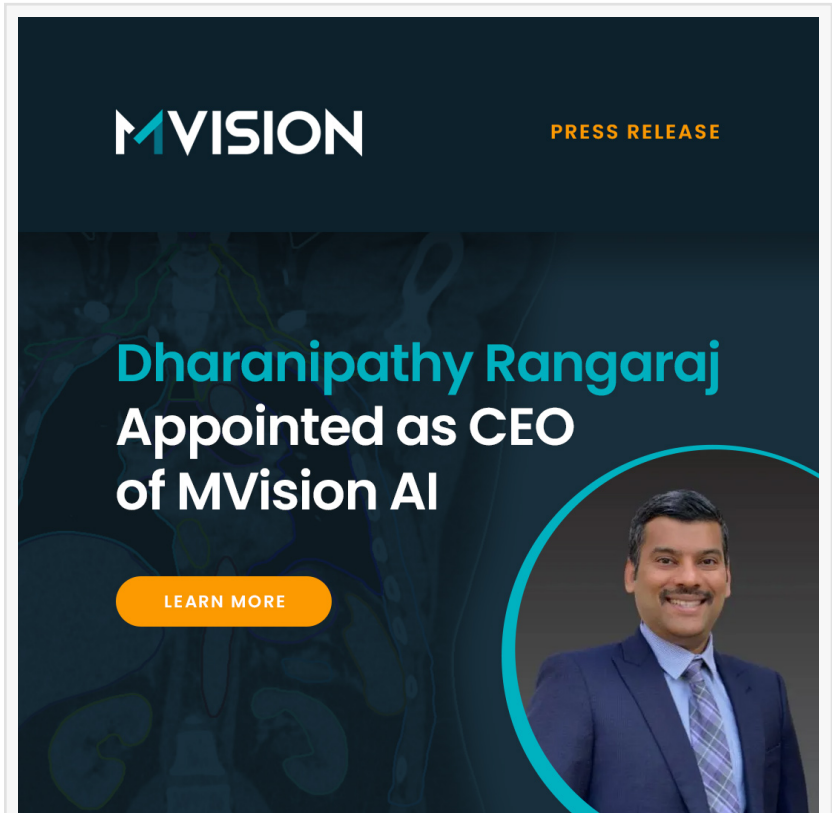 MVISION
PRESS RELEASE
Dharanipathy Rangaraj
Appointed as CEO
of MVision AI
LEARN MORE